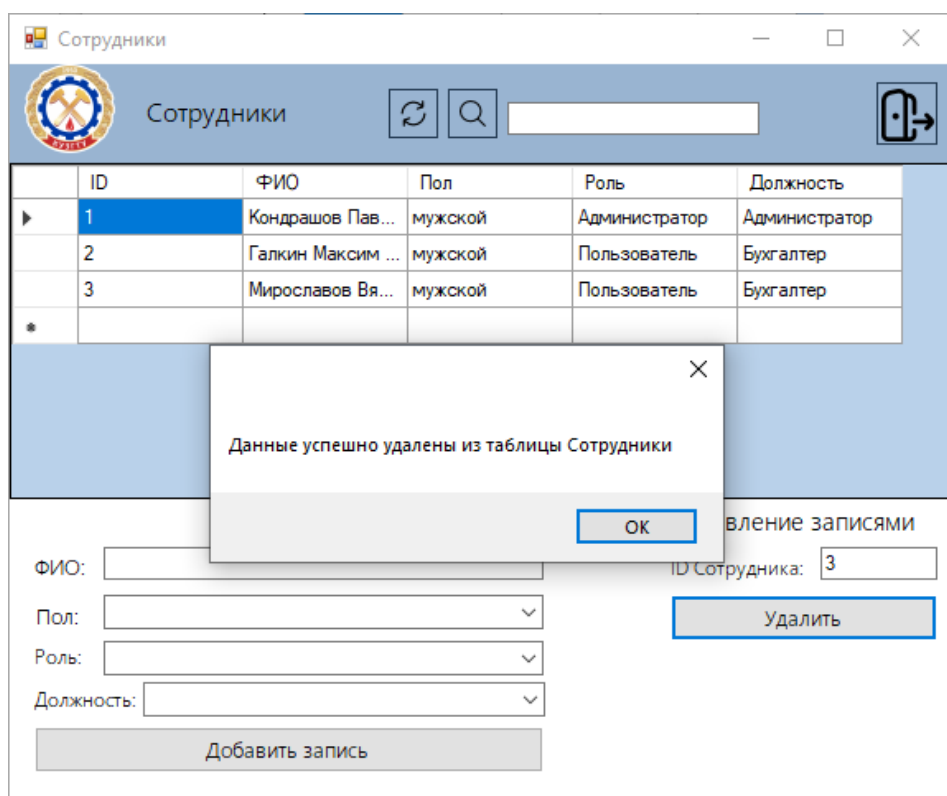 Сотрудники
Сотрудники
ID ФИО Пол Роль Должность
1 Кондрашов Пав... мужской Администратор Администратор
2 Галкин Максим ... мужской Пользователь Бухгалтер
3 Мирославов Вя... мужской Пользователь Бухгалтер
Данные успешно удалены из таблицы Сотрудники
ОК
вление записями
ФИО:
ID Сотрудника: 3
Пол:
Удалить
Роль:
Должность:
Добавить запись